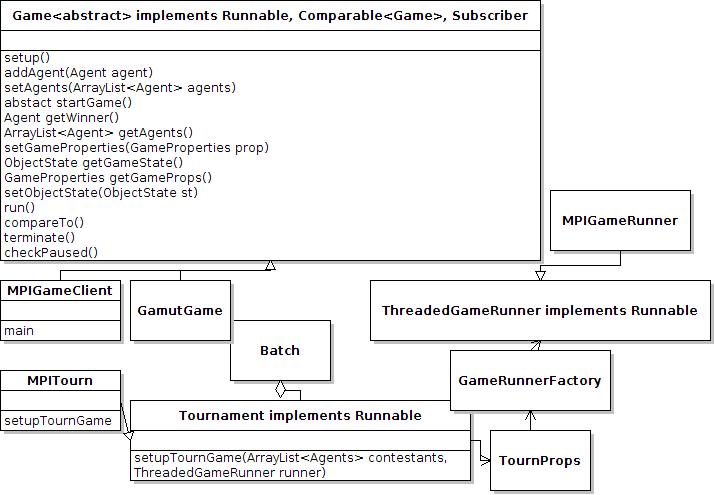 Game<abstract> implements Runnable, Comparable<Game>, Subscriber
setup()
addAgent(Agent agent)
setAgents(ArrayList<Agent> agents)
abstact startGame()
Agent getWinner()
ArrayList<Agent> getAgents()
setGameProperties(GameProperties prop)
ObjectState getGameState()
GameProperties getGameProps()
setObjectState(ObjectState st)
run()
compareTo()
terminate()
checkPaused()
MPIGameRunner
MPIGameClient
main
GamutGame
ThreadedGameRunner implements Runnable
Batch
GameRunnerFactory
MPITourn
setupTournGame
Tournament implements Runnable
setupTournGame(ArrayList<Agents> contestants,
ThreadedGameRunner runner)
TournProps